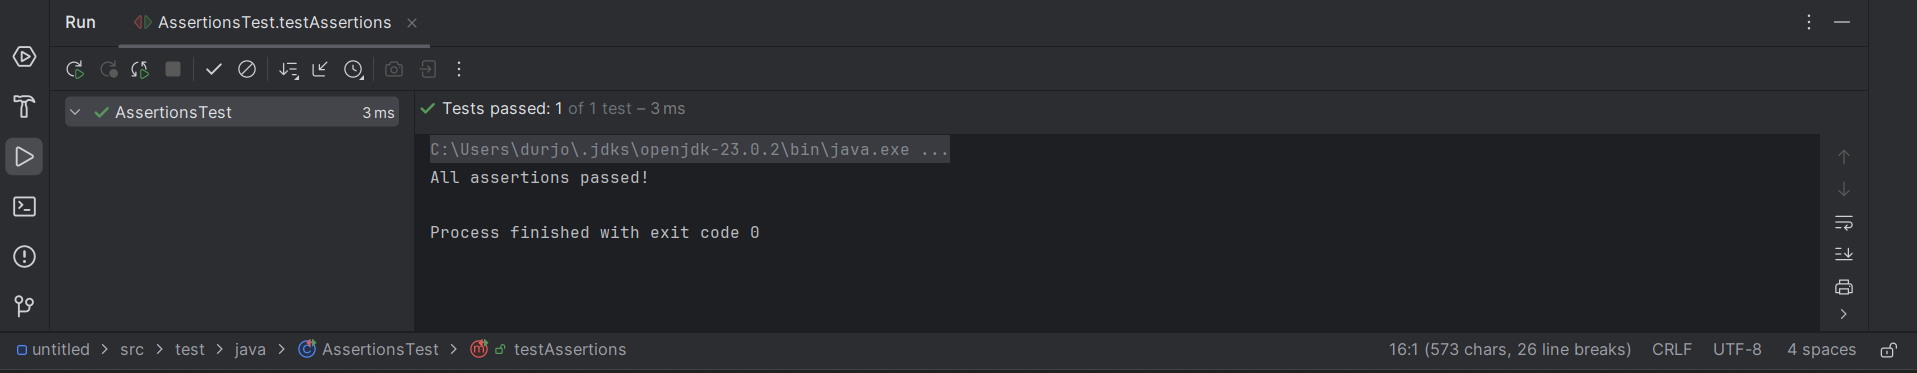 Run AssertionsTest.testAssertions
AssertionsTest 3 ms
Tests passed: 1 of 1 test – 3 ms
C:\Users\durjo\.jdks\openjdk-23.0.2\bin\java.exe ...
All assertions passed!
Process finished with exit code 0
untitled > src > test > java > AssertionsTest > testAssertions 16:1 (573 chars, 26 line breaks) CRLF UTF-8 4 spaces